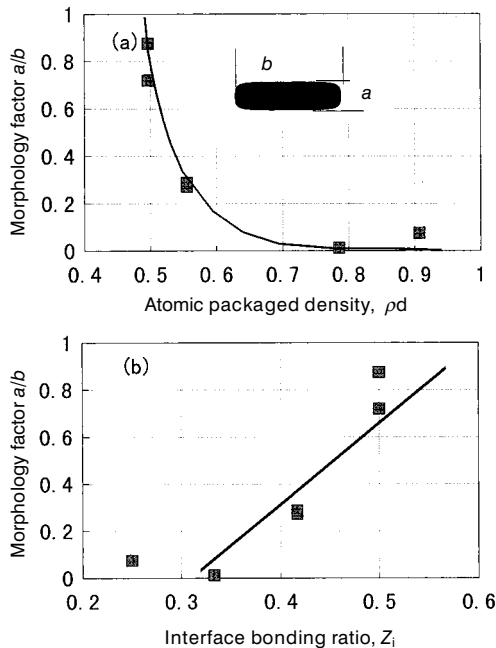 Morphology factor a/b
1
0.8
0.6
0.4
0.2
0
(a)
b
a
0.4 0.5 0.6 0.7 0.8 0.9 1
Atomic packaged density, ρd
Morphology factor a/b
1
0.8
0.6
0.4
0.2
0
(b)
0.2 0.3 0.4 0.5 0.6
Interface bonding ratio, Zi